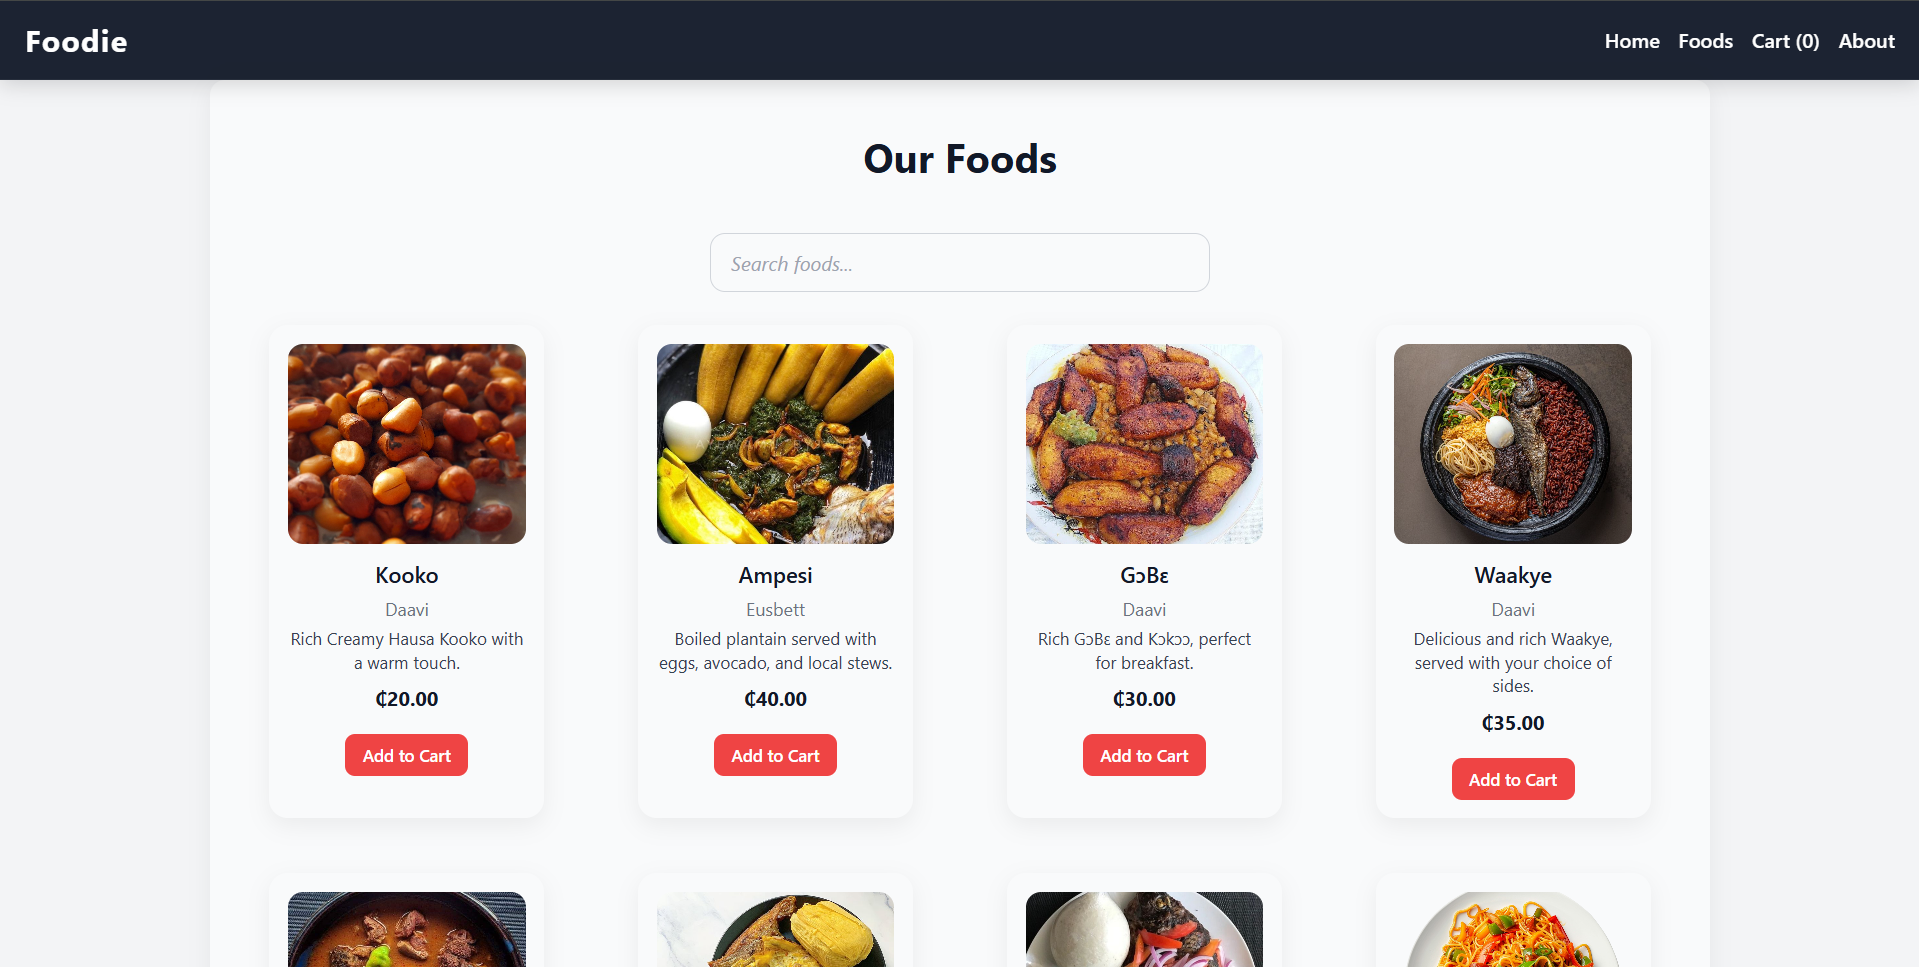 Foodie
Home Foods Cart (0) About
Our Foods
Search foods...
Kooko
Daavi
Rich Creamy Hausa Kooko with
a warm touch.
₵20.00
Add to Cart
Ampesi
Eusbett
Boiled plantain served with
eggs, avocado, and local stews.
₵40.00
Add to Cart
GɔBɛ
Daavi
Rich GɔBɛ and Kɔkɔɔ, perfect
for breakfast.
₵30.00
Add to Cart
Waakye
Daavi
Delicious and rich Waakye,
served with your choice of
sides.
₵35.00
Add to Cart